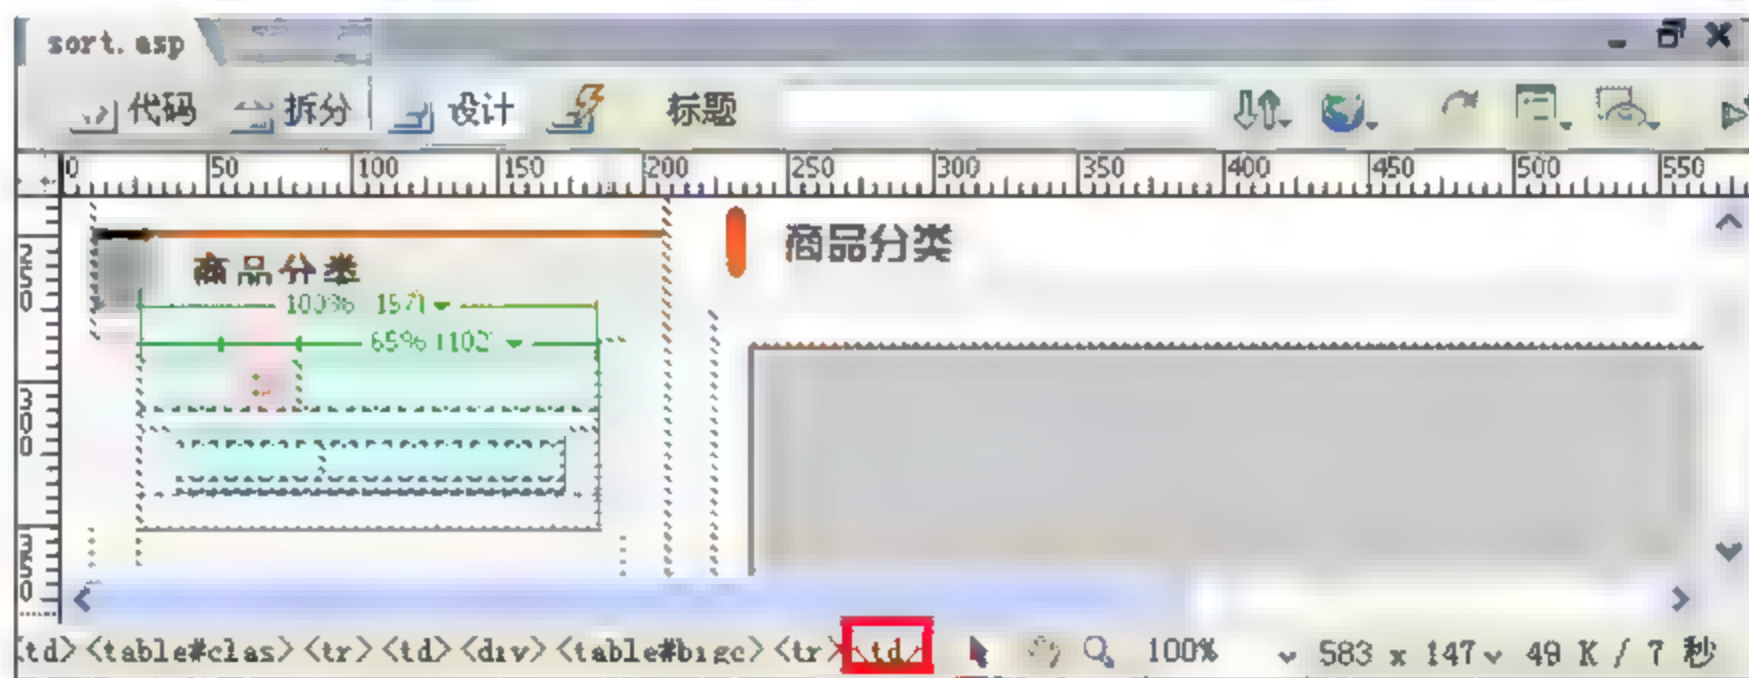 sort.asp
代码 拆分 设计 标题
0 50 100 150 200 250 300 350 400 450 500 550
250
商品分类
商品分类
100% (157)
65% (102)
300
350
<td><table#clas><tr><td><div><table#bigc><tr><td> 100% 583 x 147 49 K / 7 秒